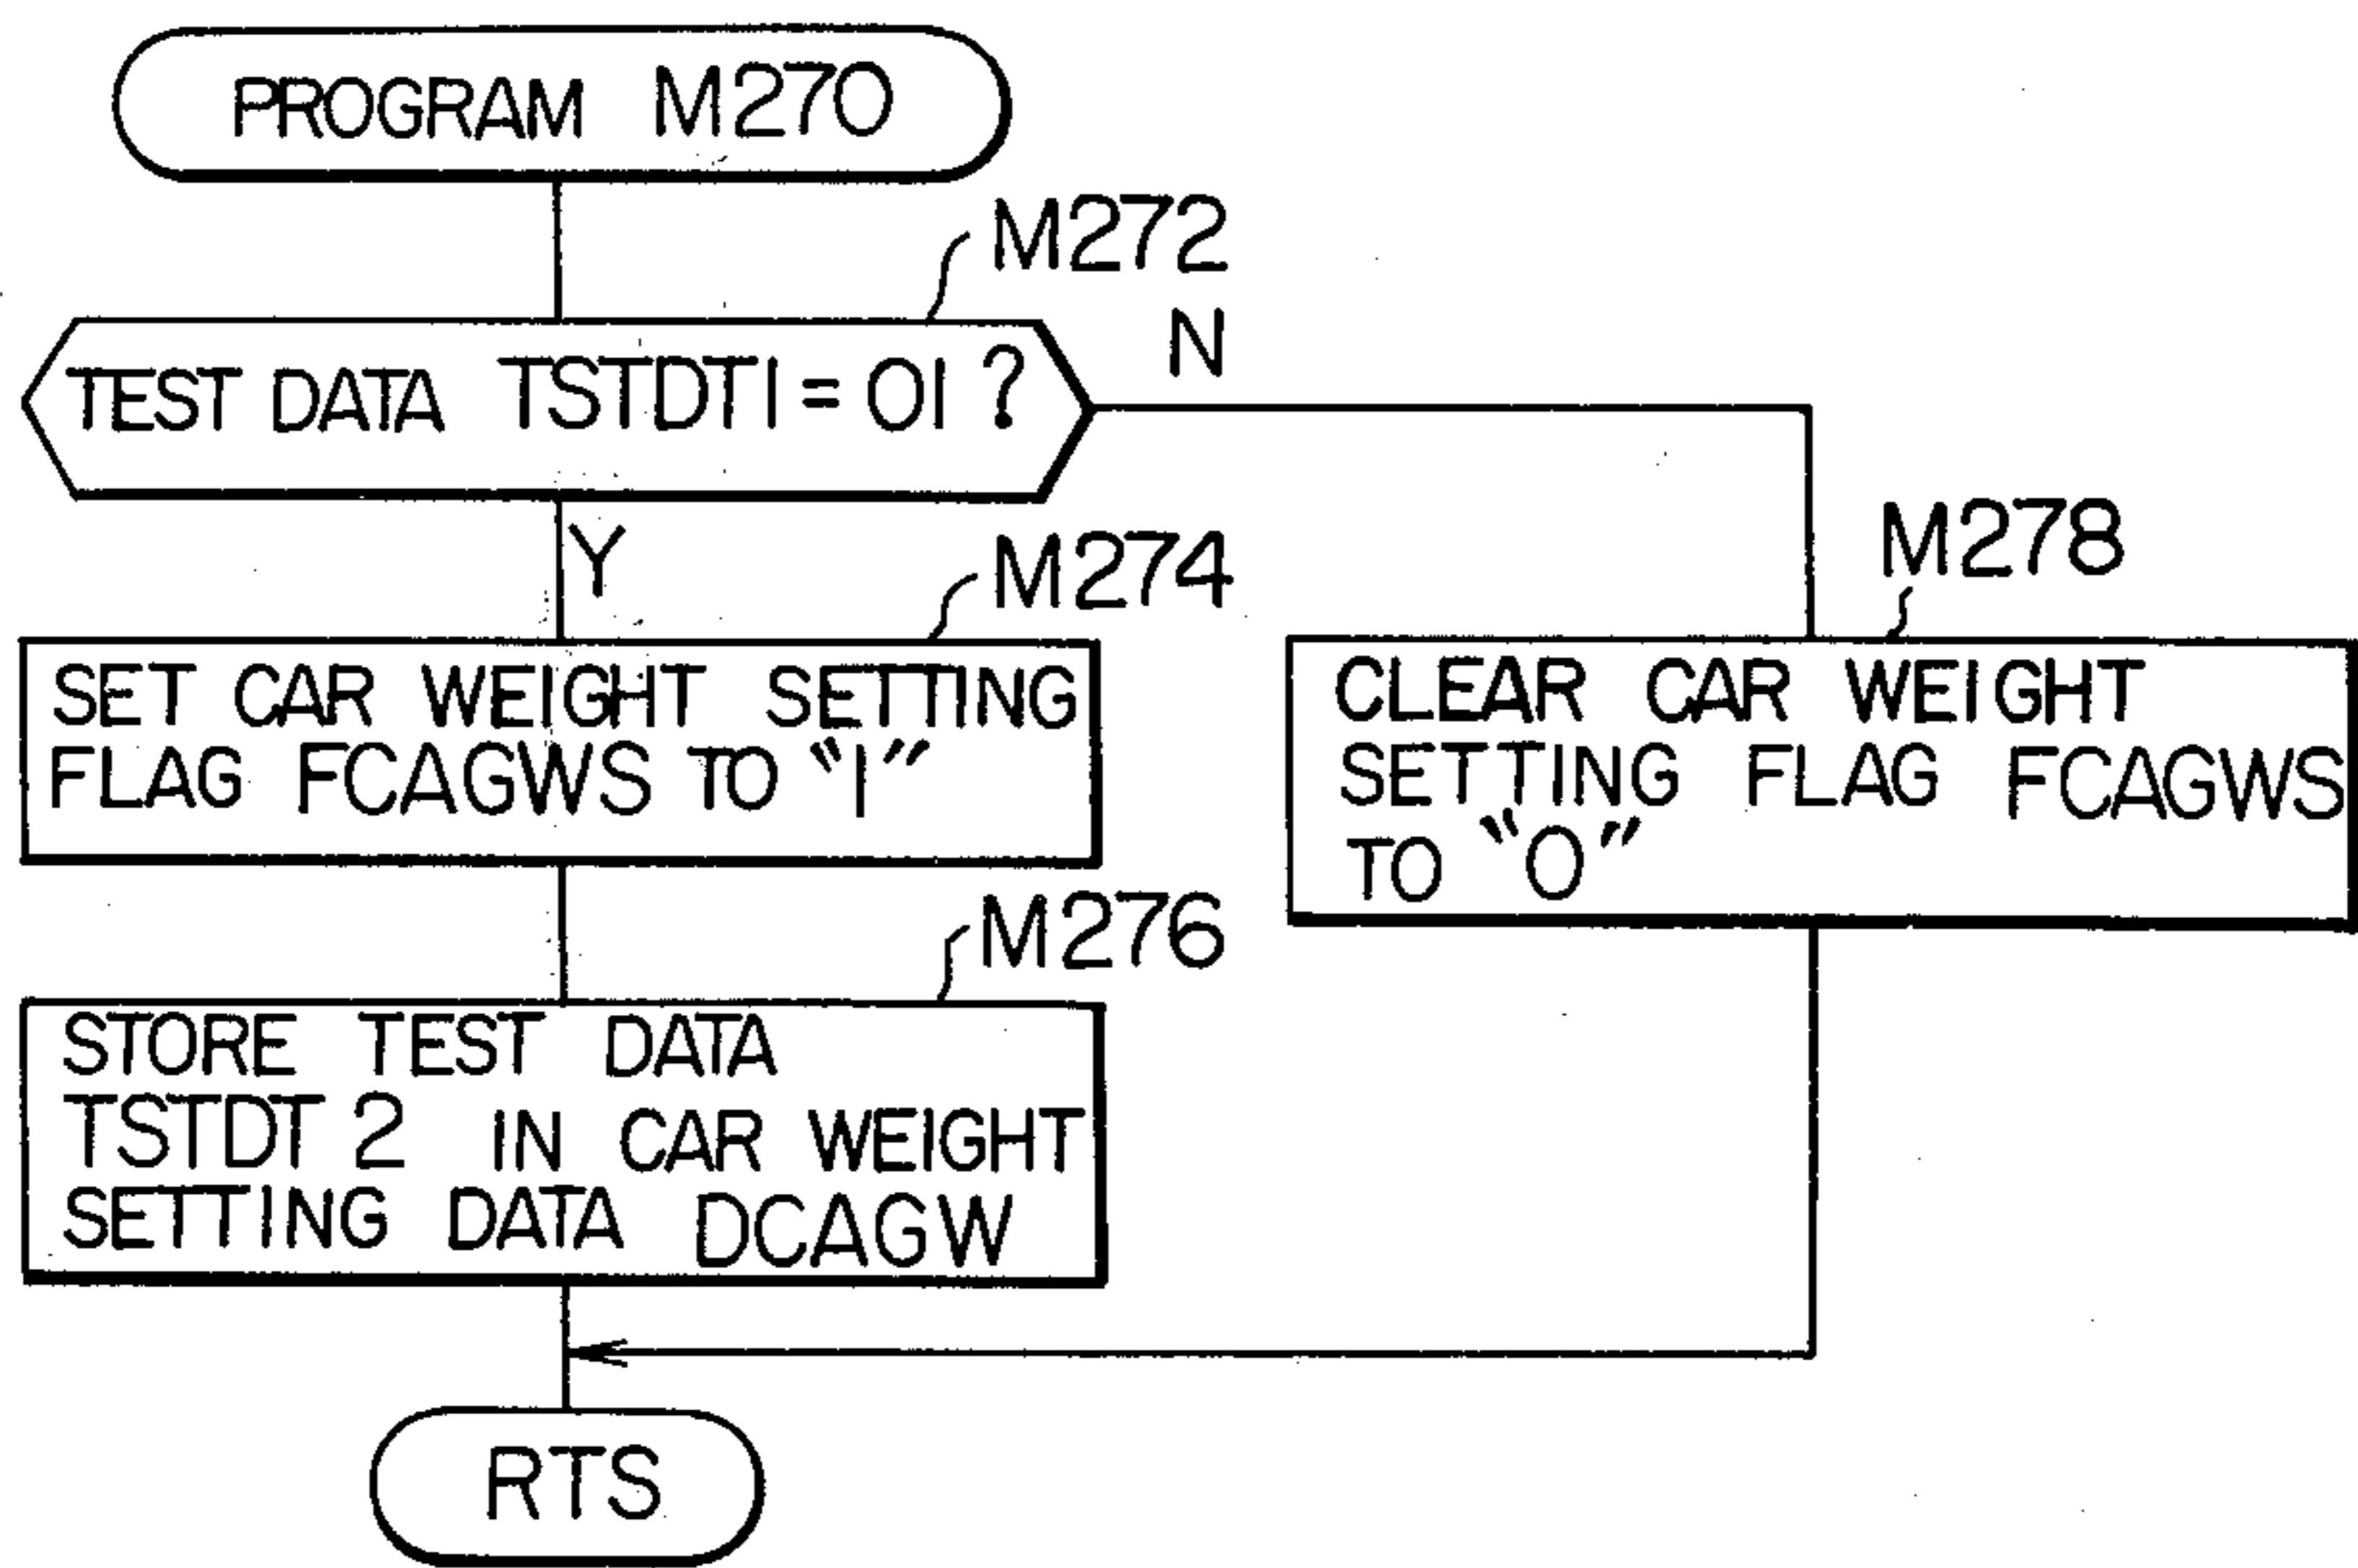 PROGRAM M270
M272
N
TEST DATA TSTDT1 = 01 ?
Y
M274
M278
SET CAR WEIGHT SETTING
FLAG FCAGWS TO "1"
CLEAR CAR WEIGHT
SETTING FLAG FCAGWS
TO "0"
M276
STORE TEST DATA
TSTDT 2 IN CAR WEIGHT
SETTING DATA DCAGW
RTS